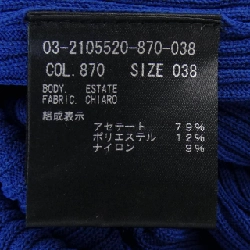 03-2105520-870-038
COL.870 SIZE 038
BODY. ESTATE
FABRIC. CHIARO
組成表示
アセテート 79%
ポリエステル 12%
ナイロン 9%